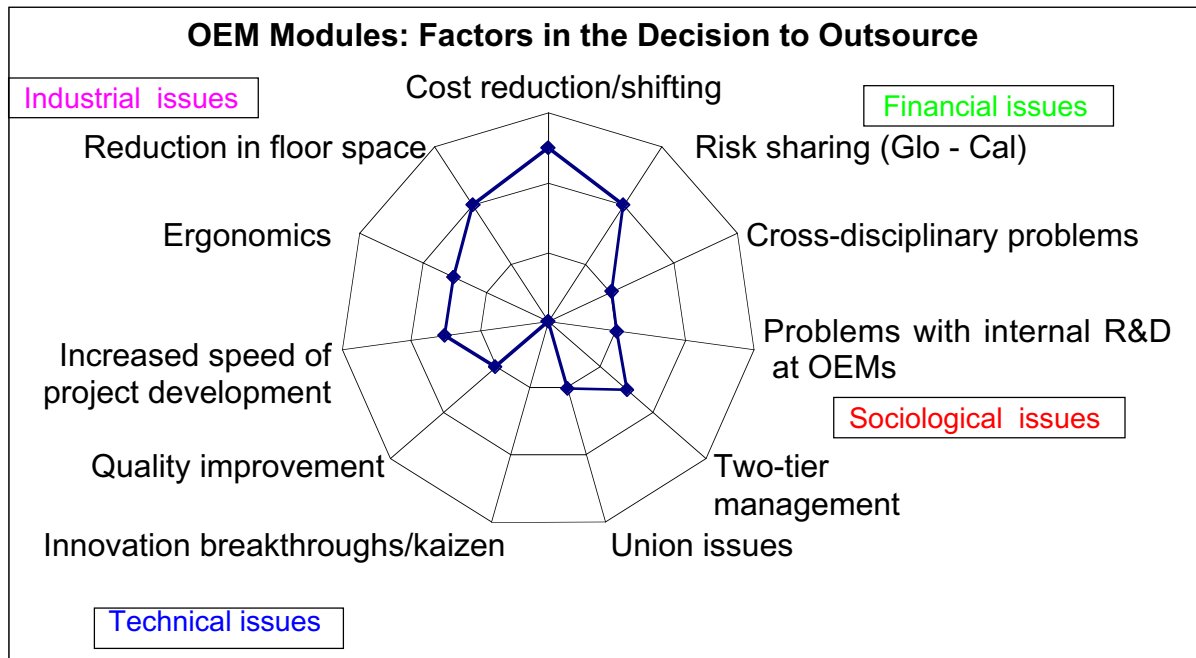 OEM Modules: Factors in the Decision to Outsource
Industrial issues
Cost reduction/shifting
Financial issues
Reduction in floor space
Risk sharing (Glo - Cal)
Ergonomics
Cross-disciplinary problems
Increased speed of
project development
Problems with internal R&D
at OEMs
Sociological issues
Quality improvement
Two-tier
management
Innovation breakthroughs/kaizen
Union issues
Technical issues